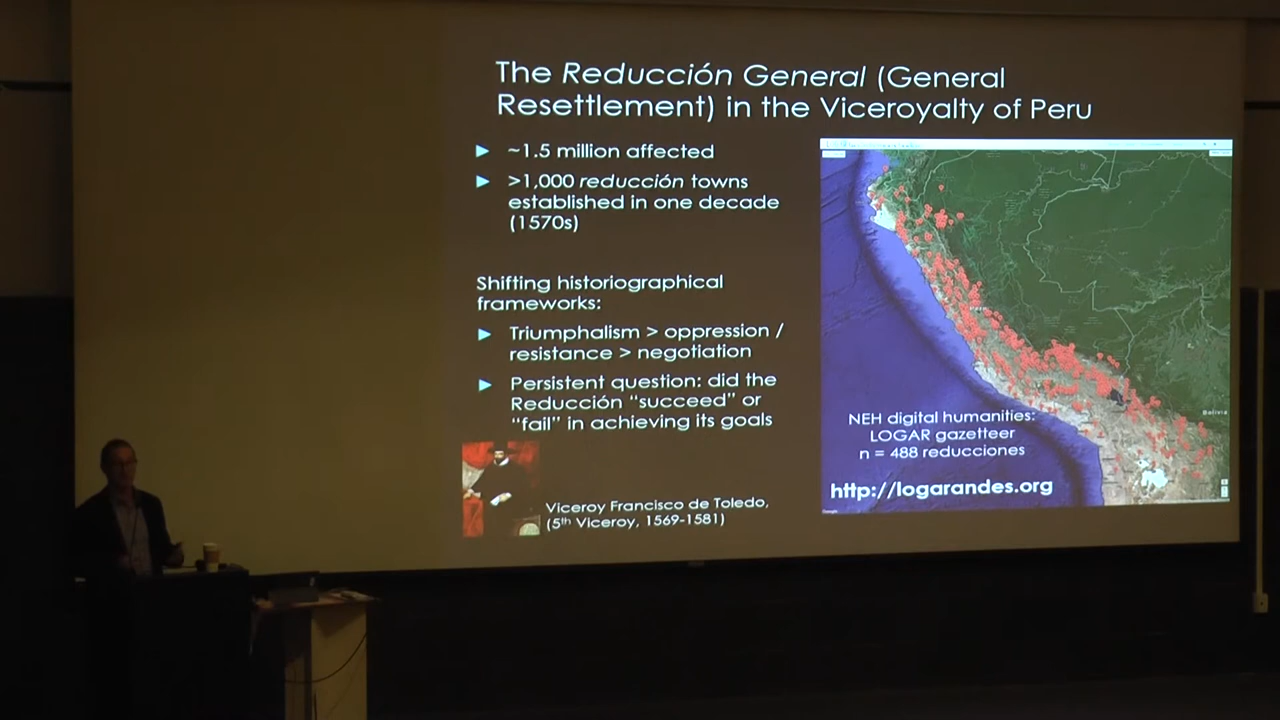 The Reducción General (General
Resettlement) in the Viceroyalty of Peru
~1.5 million affected
>1,000 reducción towns
established in one decade
(1570s)
Shifting historiographical
frameworks:
Triumphalism > oppression /
resistance > negotiation
Persistent question: did the
Reducción “succeed” or
“fail” in achieving its goals
Viceroy Francisco de Toledo,
(5th Viceroy, 1569-1581)
Peru
Bolivia
NEH digital humanities:
LOGAR gazetteer
n = 488 reducciones
http://logarandes.org
Google